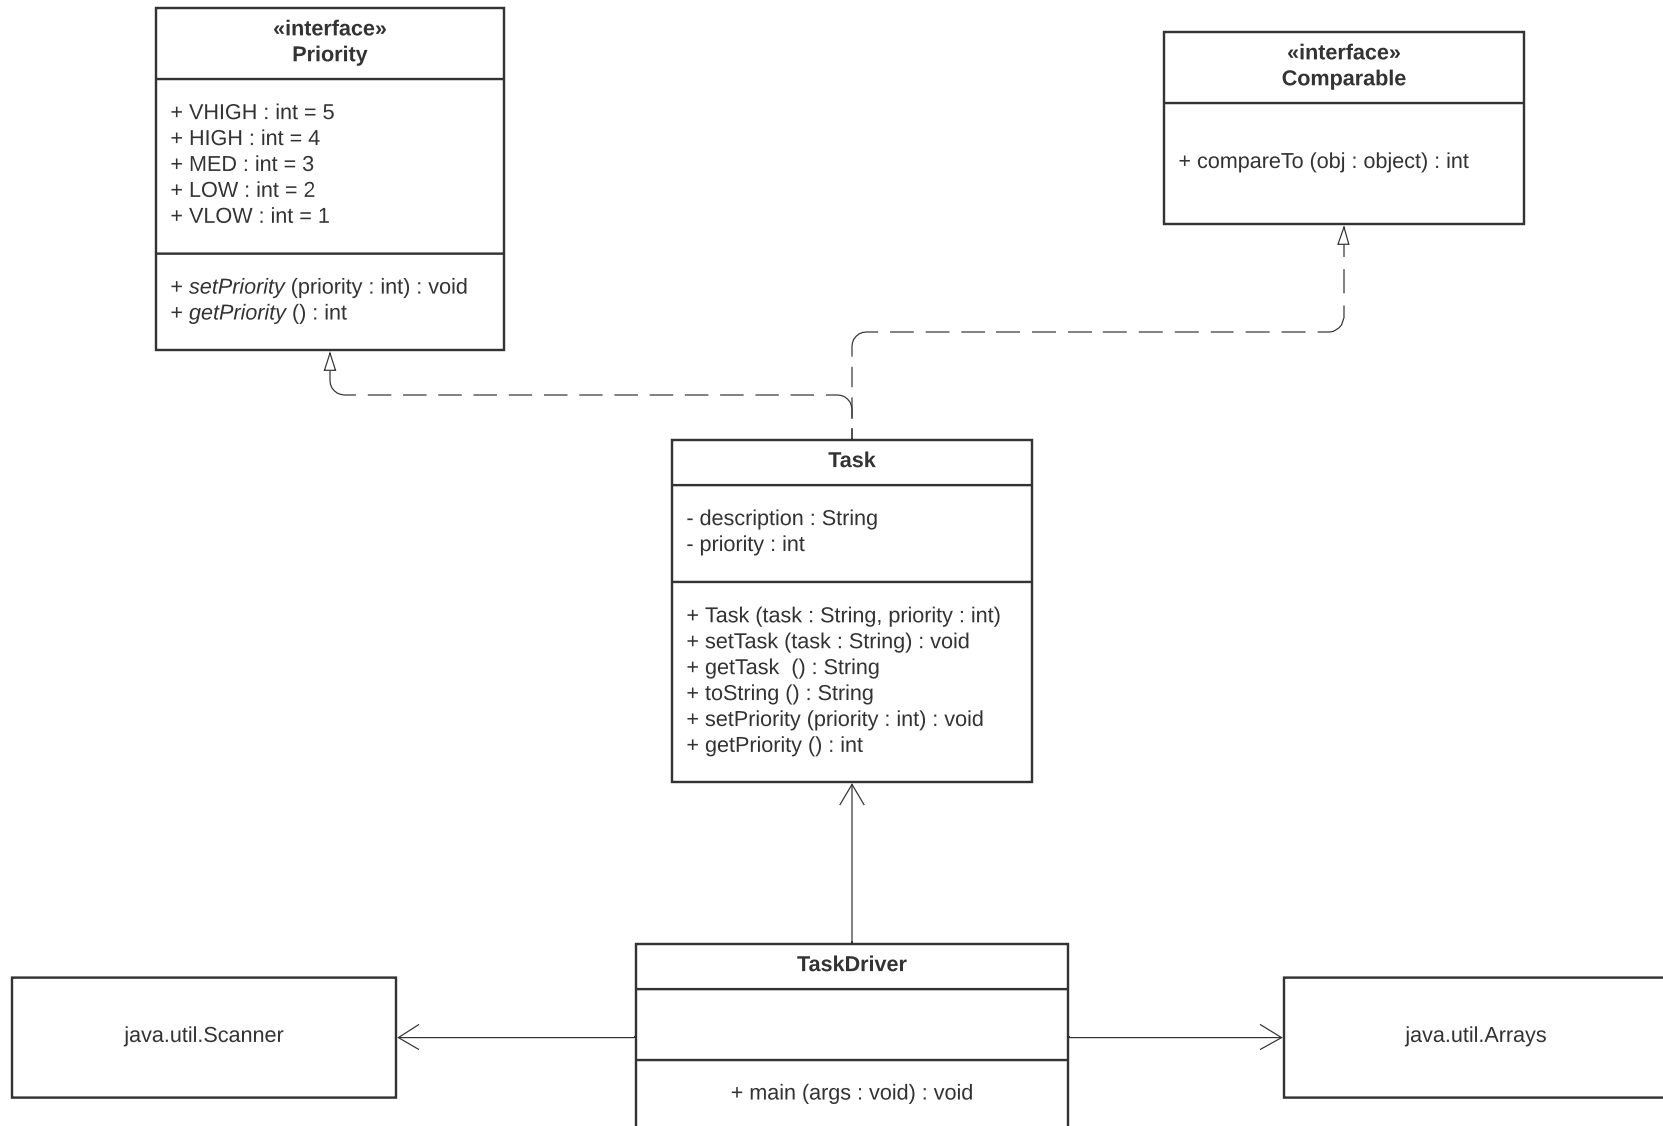 «interface»
Priority
+ VHIGH : int = 5
+ HIGH : int = 4
+ MED : int = 3
+ LOW : int = 2
+ VLOW : int = 1
+ setPriority (priority : int) : void
+ getPriority () : int
«interface»
Comparable
+ compareTo (obj : object) : int
Task
- description : String
- priority : int
+ Task (task : String, priority : int)
+ setTask (task : String) : void
+ getTask  () : String
+ toString () : String
+ setPriority (priority : int) : void
+ getPriority () : int
TaskDriver
+ main (args : void) : void
java.util.Scanner
java.util.Arrays